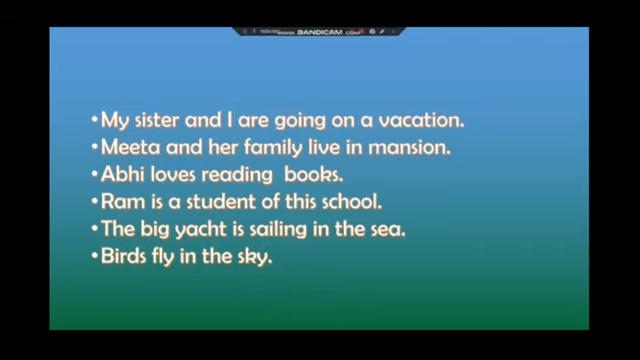 www.BANDICAM.COM
•My sister and I are going on a vacation.
•Meeta and her family live in mansion.
•Abhi loves reading  books.
•Ram is a student of this school.
•The big yacht is sailing in the sea.
•Birds fly in the sky.